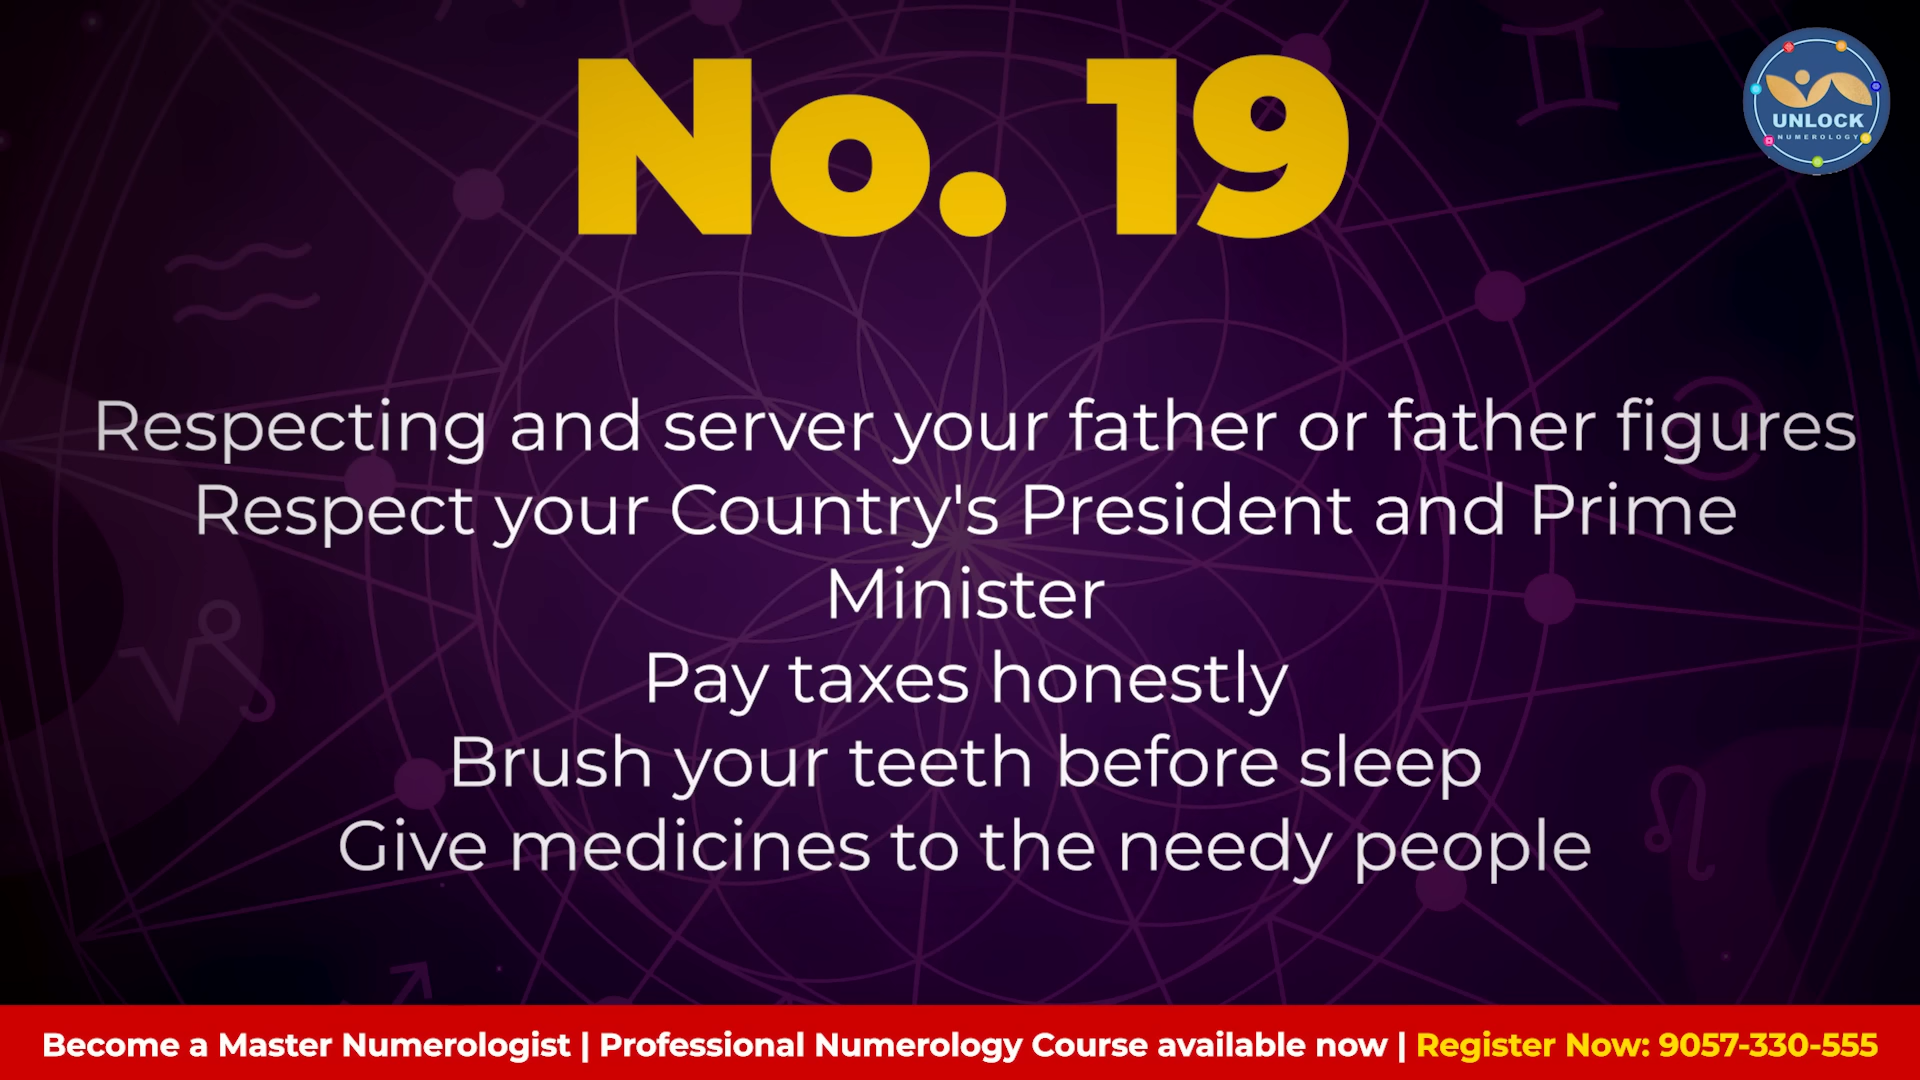 No. 19
UNLOCK
NUMEROLOGY
Respecting and server your father or father figures
Respect your Country's President and Prime
Minister
Pay taxes honestly
Brush your teeth before sleep
Give medicines to the needy people
Become a Master Numerologist | Professional Numerology Course available now | Register Now: 9057-330-555